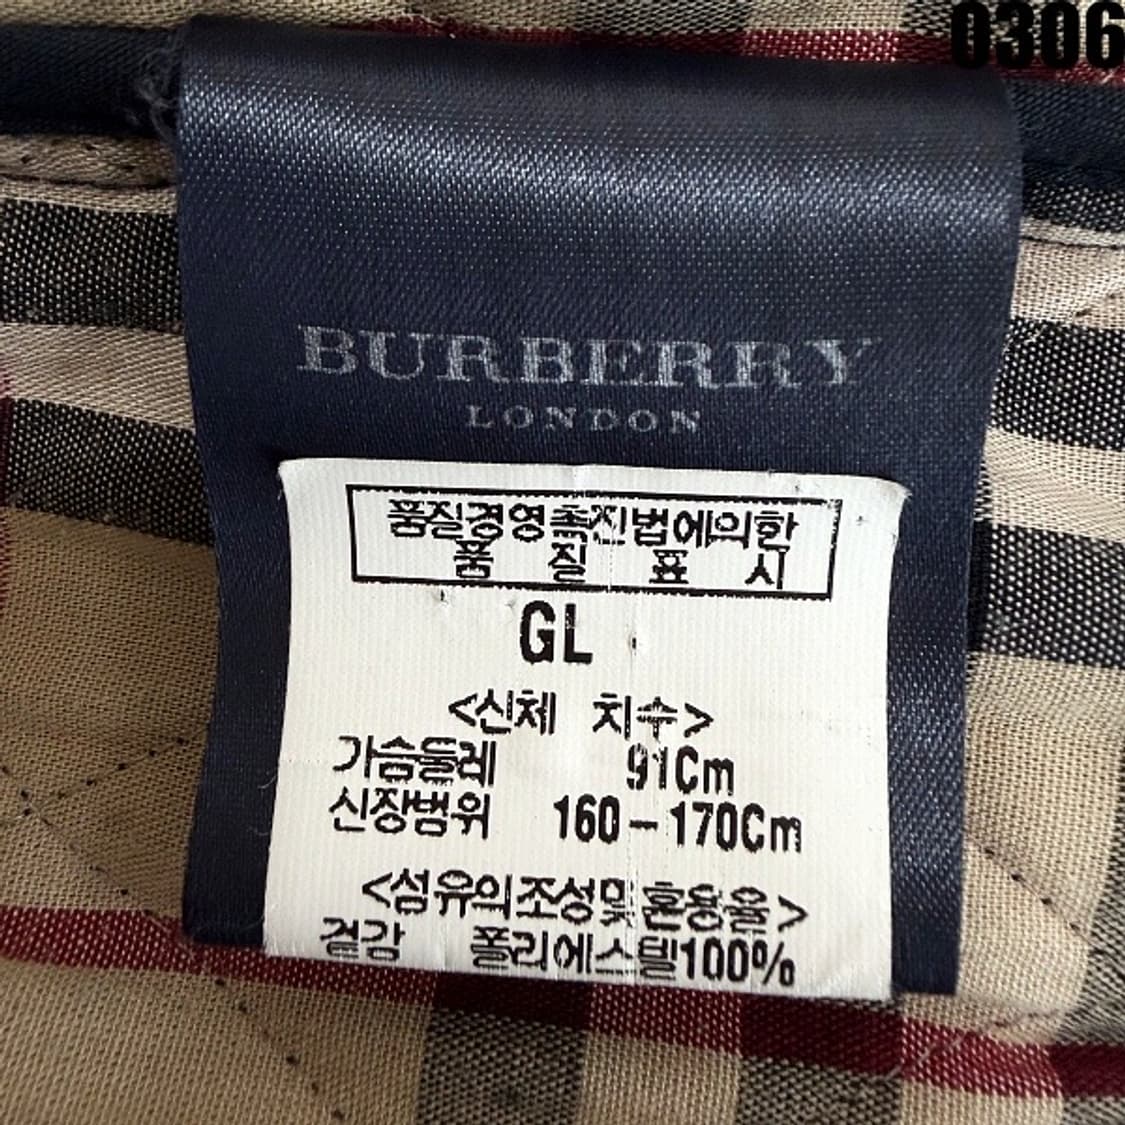 0306
BURBERRY
LONDON
품질경영촉진법에의한
품 질 표 시
GL
<신체 치수>
가슴둘레 91Cm
신장범위 160-170Cm
<섬유의조성및혼용율>
겉감 폴리에스텔100%